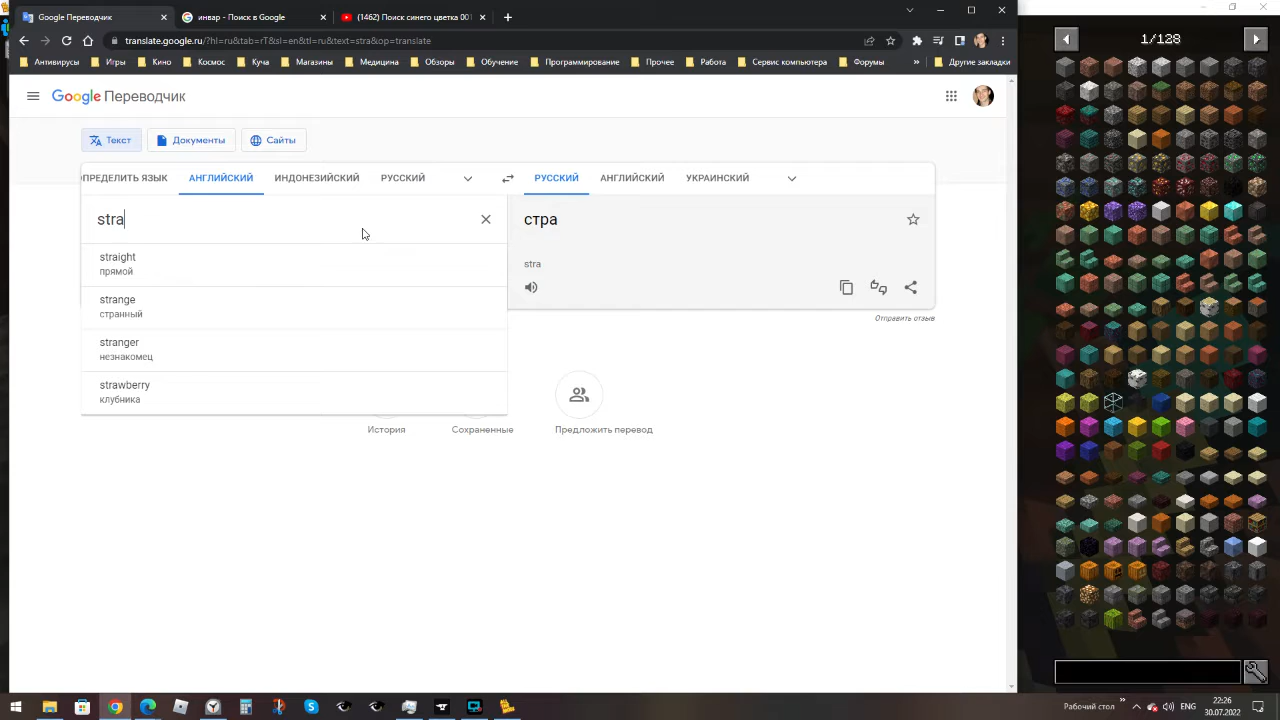 Google Переводчик
инвар - Поиск в Google
(1462) Поиск синего цветка 001
translate.google.ru/?hl=ru&tab=rT&sl=en&tl=ru&text=stra&op=translate
Антивирусы
Игры
Кино
Космос
Куча
Магазины
Медицина
Обзоры
Обучение
Программирование
Прочее
Работа
Сервис компьютера
Форумы
»
Другие закладки
Google Переводчик
Текст
Документы
Сайты
ОПРЕДЕЛИТЬ ЯЗЫК
АНГЛИЙСКИЙ
ИНДОНЕЗИЙСКИЙ
РУССКИЙ
РУССКИЙ
АНГЛИЙСКИЙ
УКРАИНСКИЙ
stra
стра
straight
прямой
stra
strange
странный
Отправить отзыв
stranger
незнакомец
strawberry
клубника
История
Сохраненные
Предложить перевод
1/128
Рабочий стол
»
ENG
22:26
30.07.2022